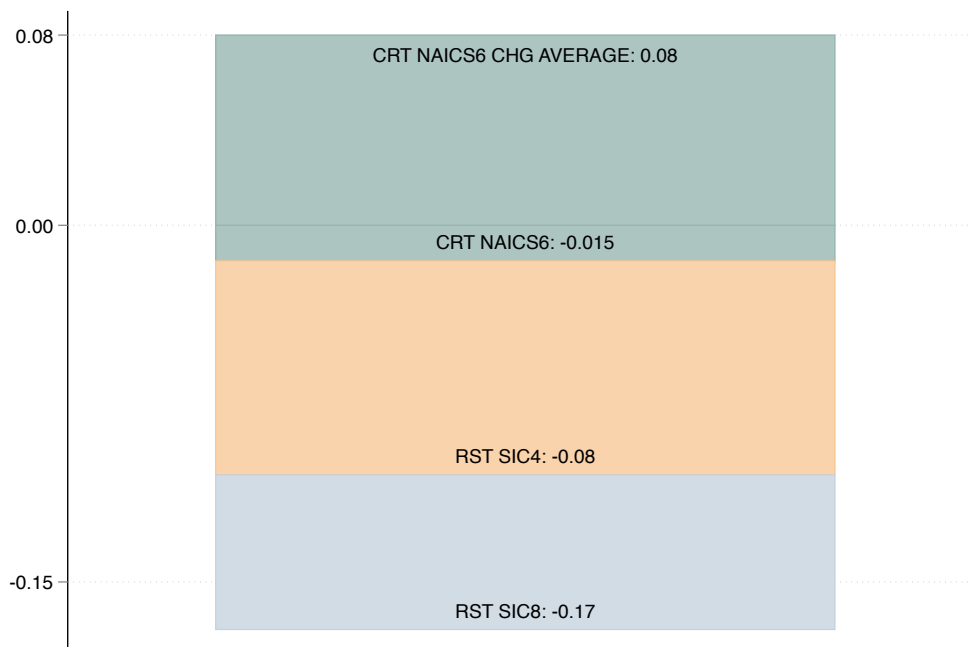 0.08
CRT NAICS6 CHG AVERAGE: 0.08
0.00
CRT NAICS6: -0.015
RST SIC4: -0.08
-0.15
RST SIC8: -0.17